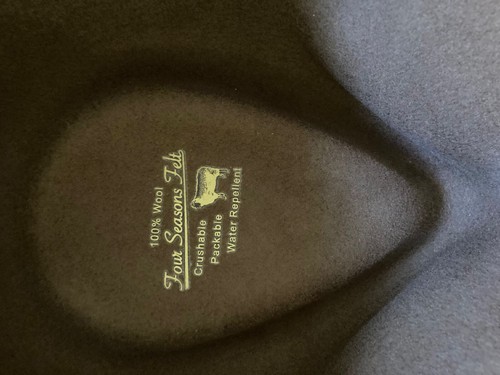 100% Wool
Four Seasons Felt
Crushable
Packable
Water Repellent